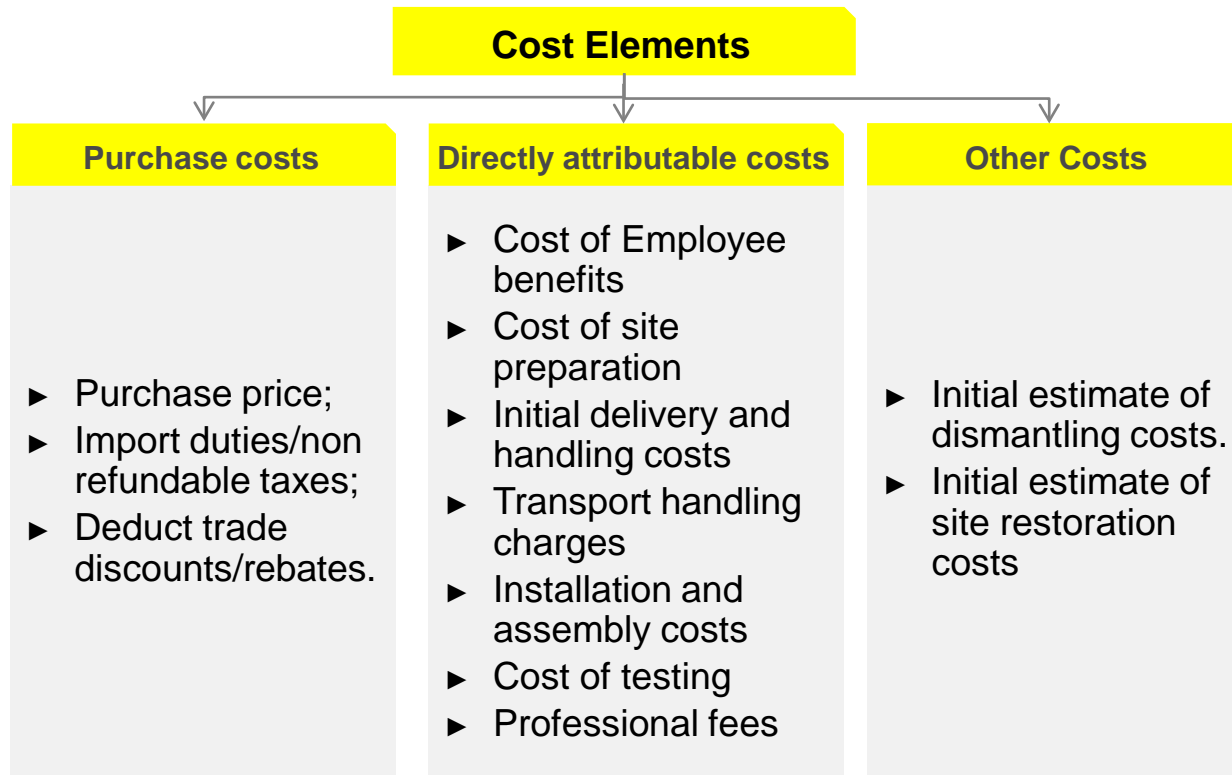 Cost Elements
Purchase costs
► Purchase price;
► Import duties/non
refundable taxes;
► Deduct trade
discounts/rebates.
Directly attributable costs
► Cost of Employee
benefits
► Cost of site
preparation
► Initial delivery and
handling costs
► Transport handling
charges
► Installation and
assembly costs
► Cost of testing
► Professional fees
Other Costs
► Initial estimate of
dismantling costs.
► Initial estimate of
site restoration
costs